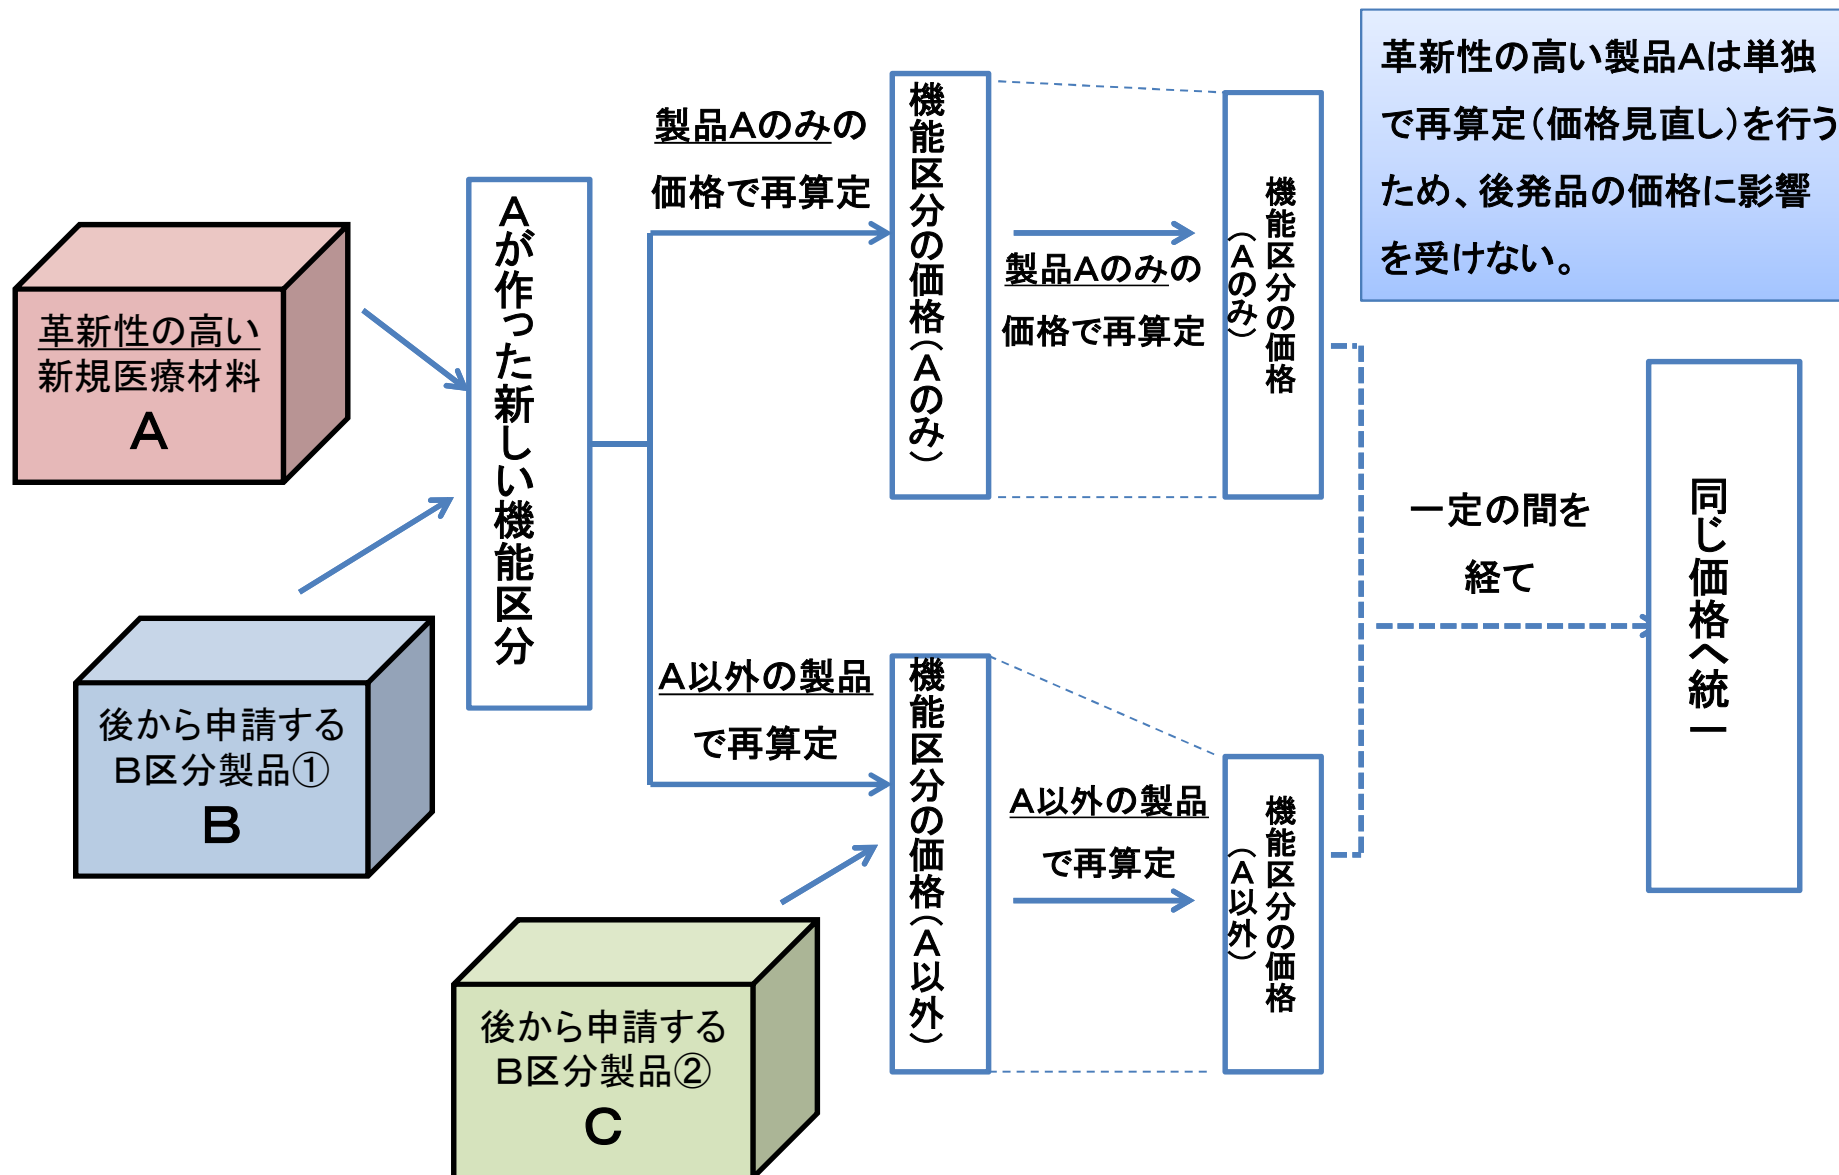 革新性の高い
新規医療材料
A
後から申請する
B区分製品①
B
後から申請する
B区分製品②
C
Aが作った新しい機能区分
製品Aのみの
価格で再算定
機能区分の価格(Aのみ)
製品Aのみの
価格で再算定
機能区分の価格
(Aのみ)
A以外の製品
で再算定
機能区分の価格(A以外)
A以外の製品
で再算定
機能区分の価格
(A以外)
革新性の高い製品Aは単独
で再算定(価格見直し)を行う
ため、後発品の価格に影響
を受けない。
一定の間を
経て
同じ価格へ統一